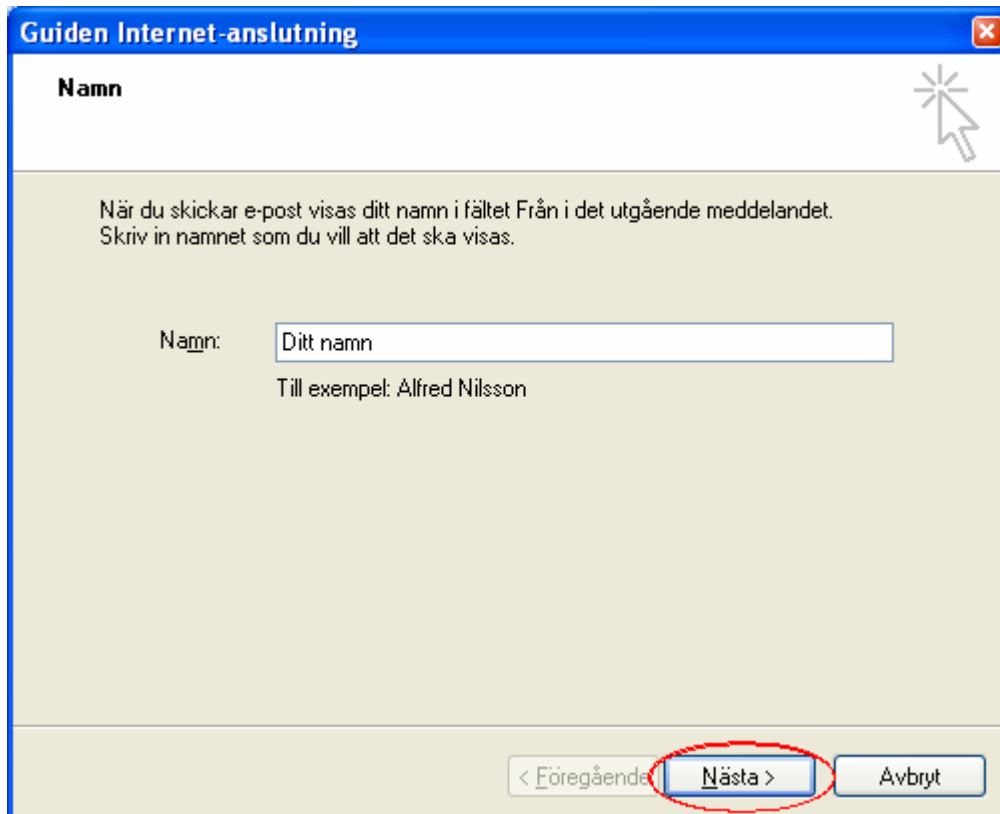 Guiden Internet-anslutning
Namn
När du skickar e-post visas ditt namn i fältet Från i det utgående meddelandet.
Skriv in namnet som du vill att det ska visas.
Namn: Ditt namn
Till exempel: Alfred Nilsson
< Föregående Nästa > Avbryt